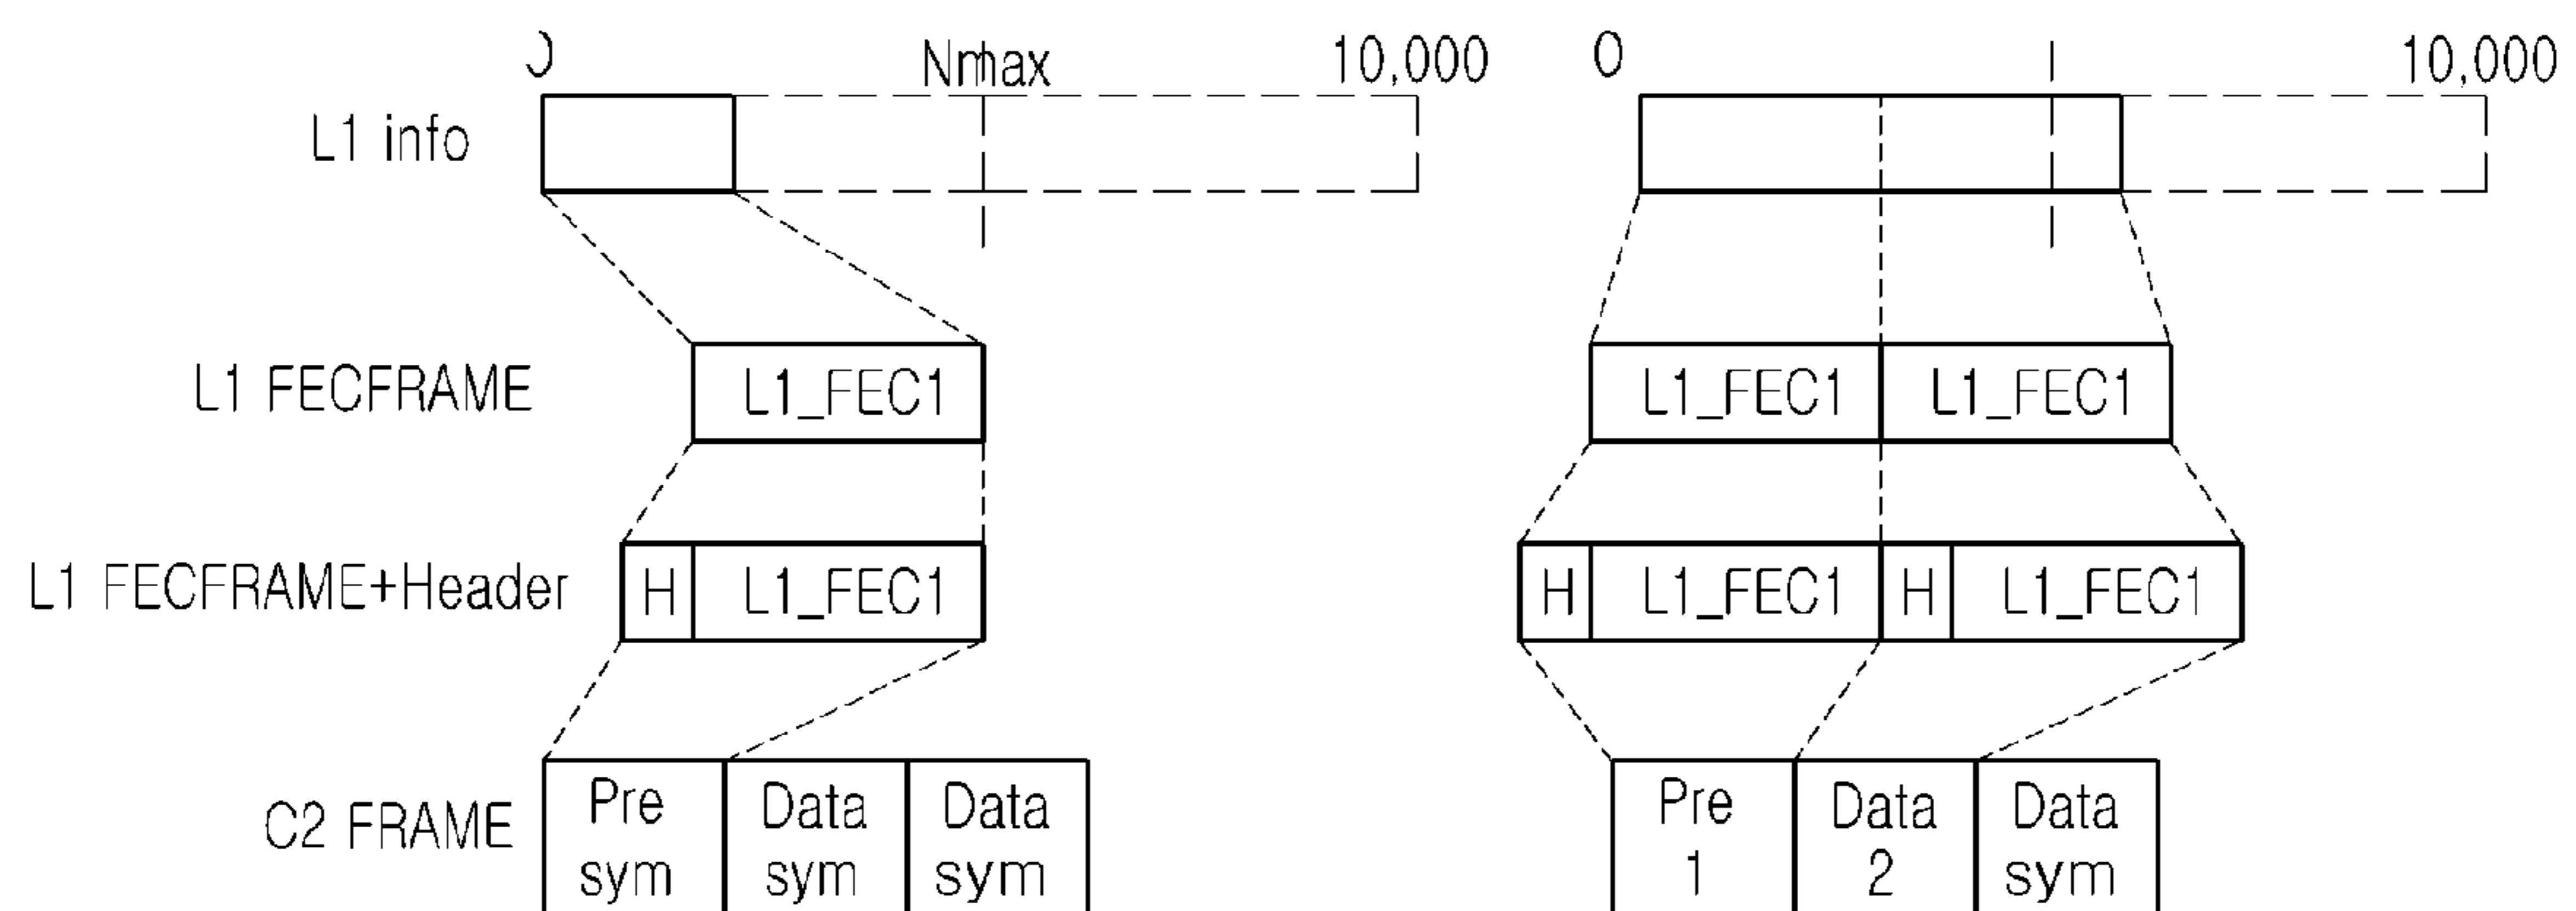 0 Nmax 10,000 0 10,000
L1 info
L1 FECFRAME L1_FEC1 L1_FEC1 L1_FEC1
L1 FECFRAME+Header H L1_FEC1 H L1_FEC1 H L1_FEC1
C2 FRAME
Pre sym
Data sym
Data sym
Pre 1
Data 2
Data sym